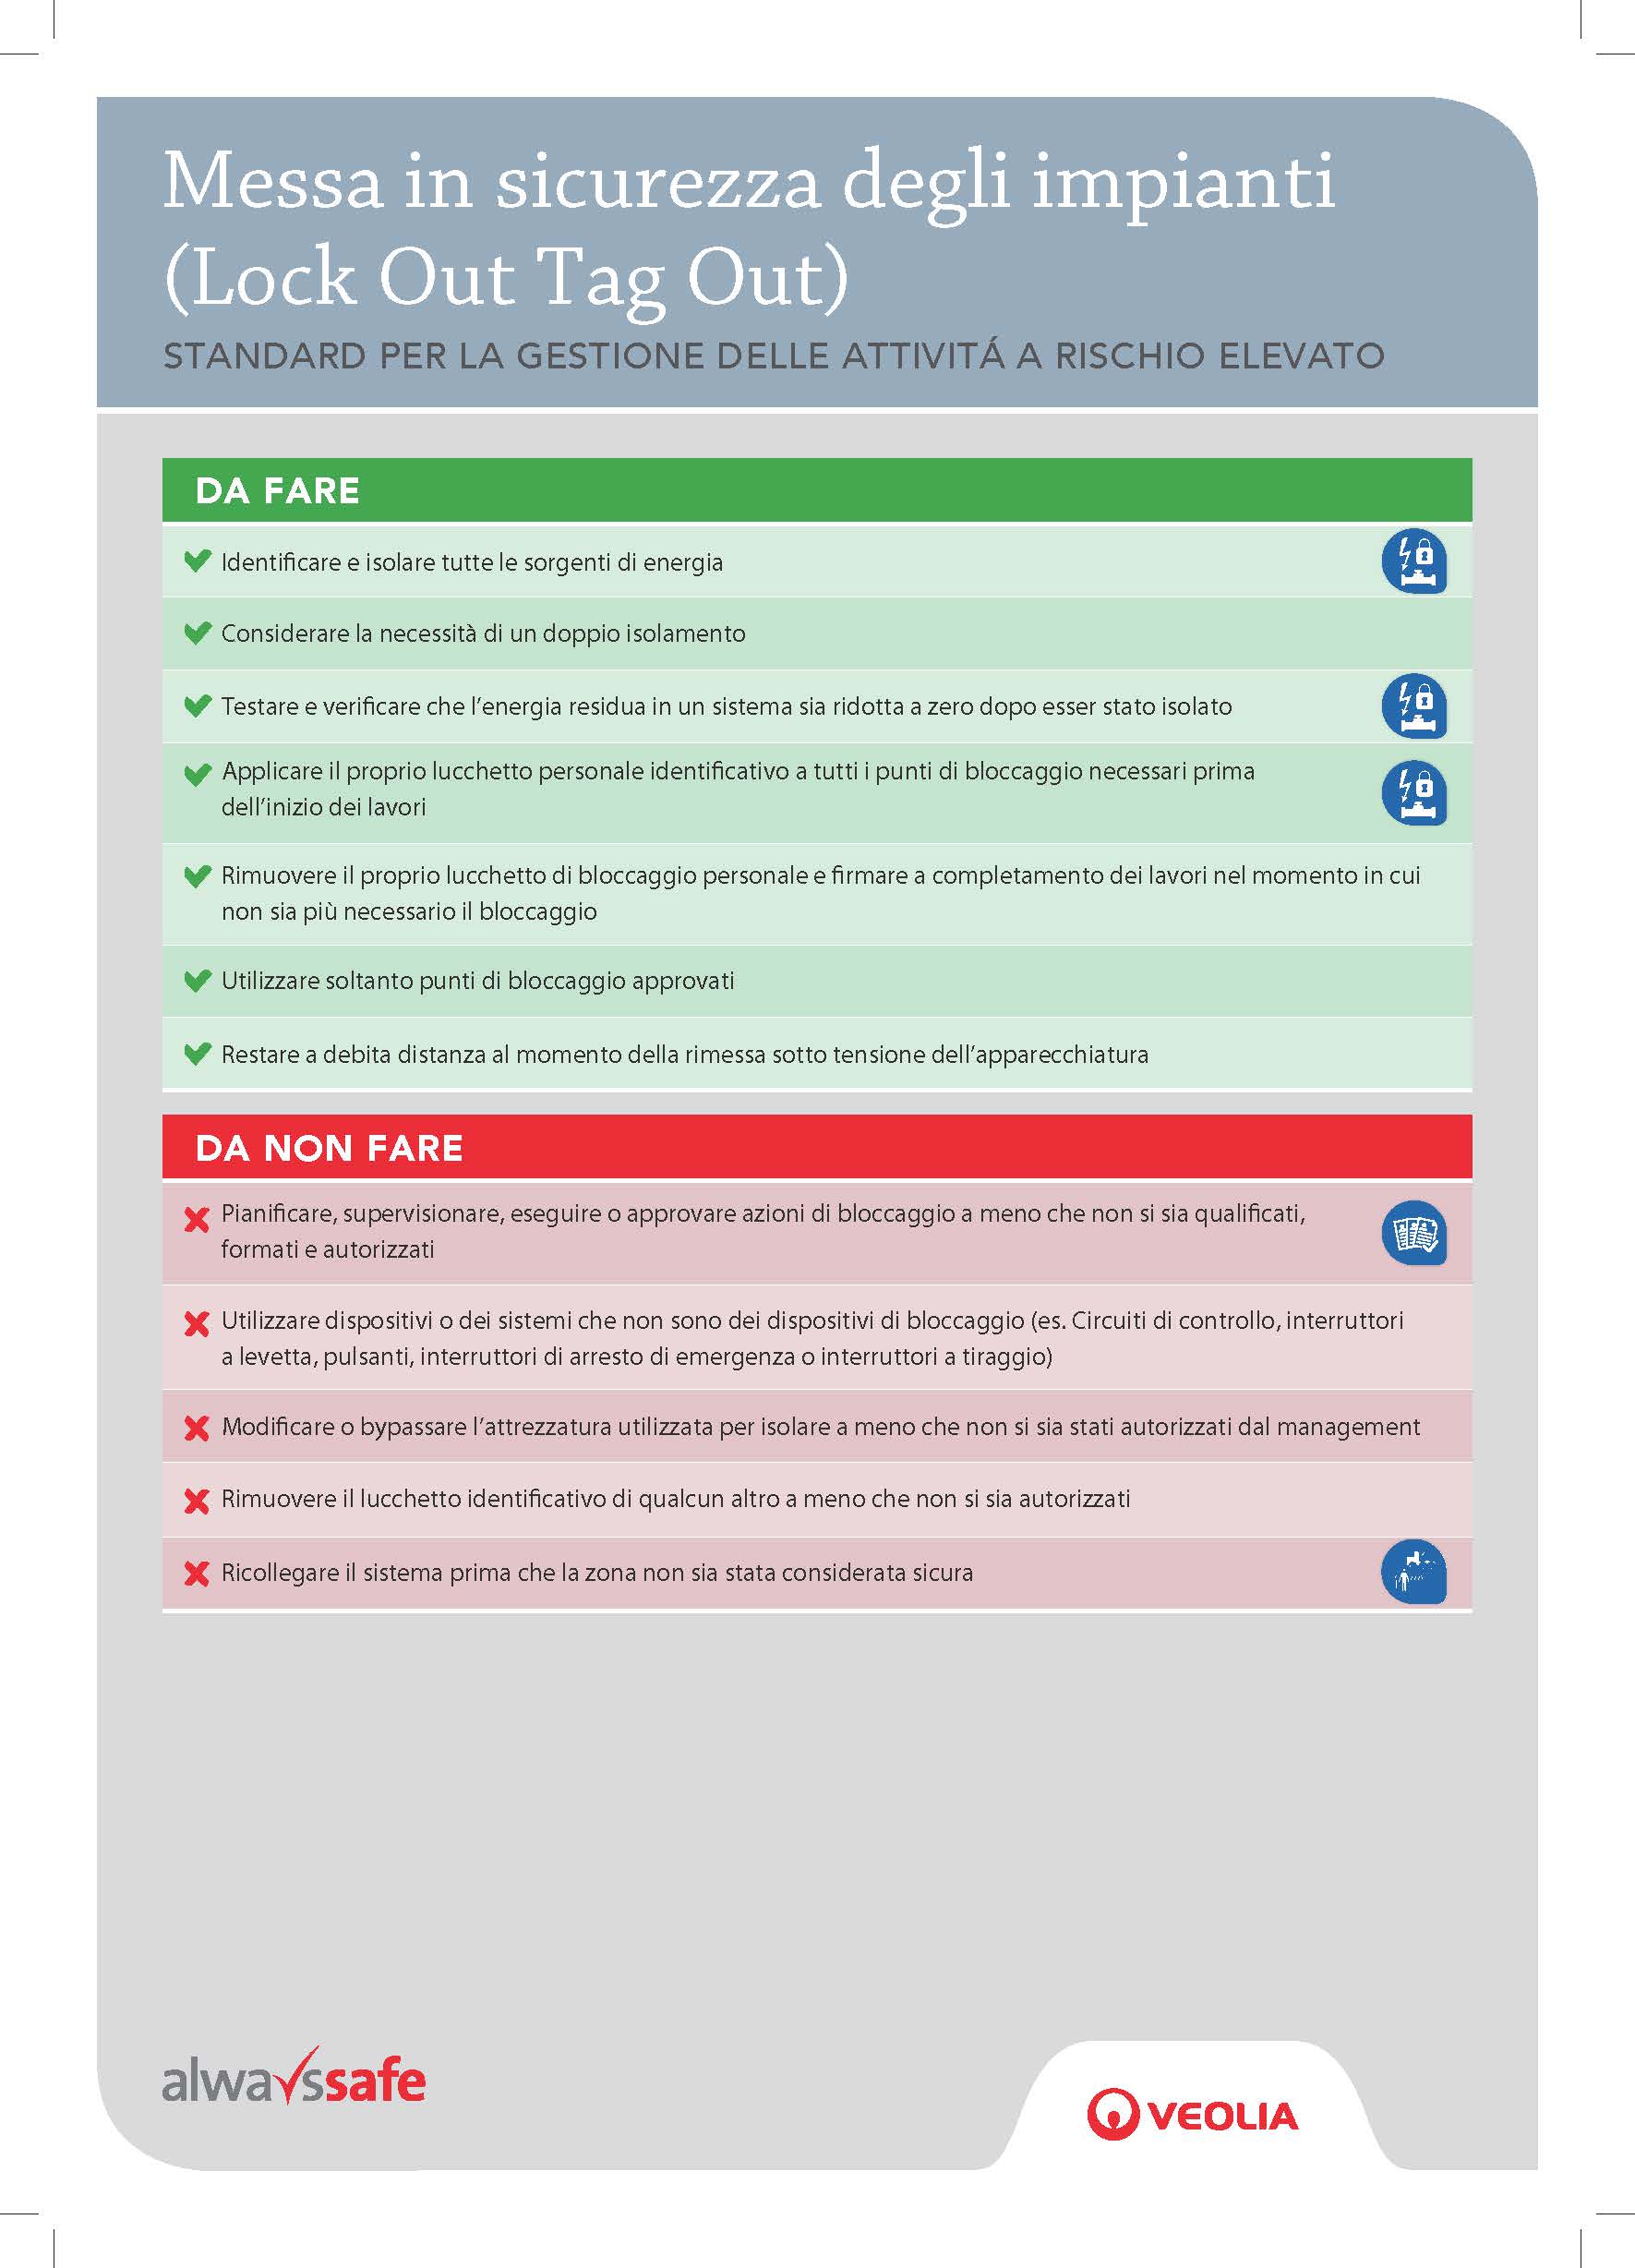 Messa in sicurezza degli impianti
(Lock Out Tag Out)
STANDARD PER LA GESTIONE DELLE ATTIVITÁ A RISCHIO ELEVATO
DA FARE
Identificare e isolare tutte le sorgenti di energia
Considerare la necessità di un doppio isolamento
Testare e verificare che l’energia residua in un sistema sia ridotta a zero dopo esser stato isolato
Applicare il proprio lucchetto personale identificativo a tutti i punti di bloccaggio necessari prima
dell’inizio dei lavori
Rimuovere il proprio lucchetto di bloccaggio personale e firmare a completamento dei lavori nel momento in cui
non sia più necessario il bloccaggio
Utilizzare soltanto punti di bloccaggio approvati
Restare a debita distanza al momento della rimessa sotto tensione dell’apparecchiatura
DA NON FARE
Pianificare, supervisionare, eseguire o approvare azioni di bloccaggio a meno che non si sia qualificati,
formati e autorizzati
Utilizzare dispositivi o dei sistemi che non sono dei dispositivi di bloccaggio (es. Circuiti di controllo, interruttori
a levetta, pulsanti, interruttori di arresto di emergenza o interruttori a tiraggio)
Modificare o bypassare l’attrezzatura utilizzata per isolare a meno che non si sia stati autorizzati dal management
Rimuovere il lucchetto identificativo di qualcun altro a meno che non si sia autorizzati
Ricollegare il sistema prima che la zona non sia stata considerata sicura
alwayssafe
VEOLIA